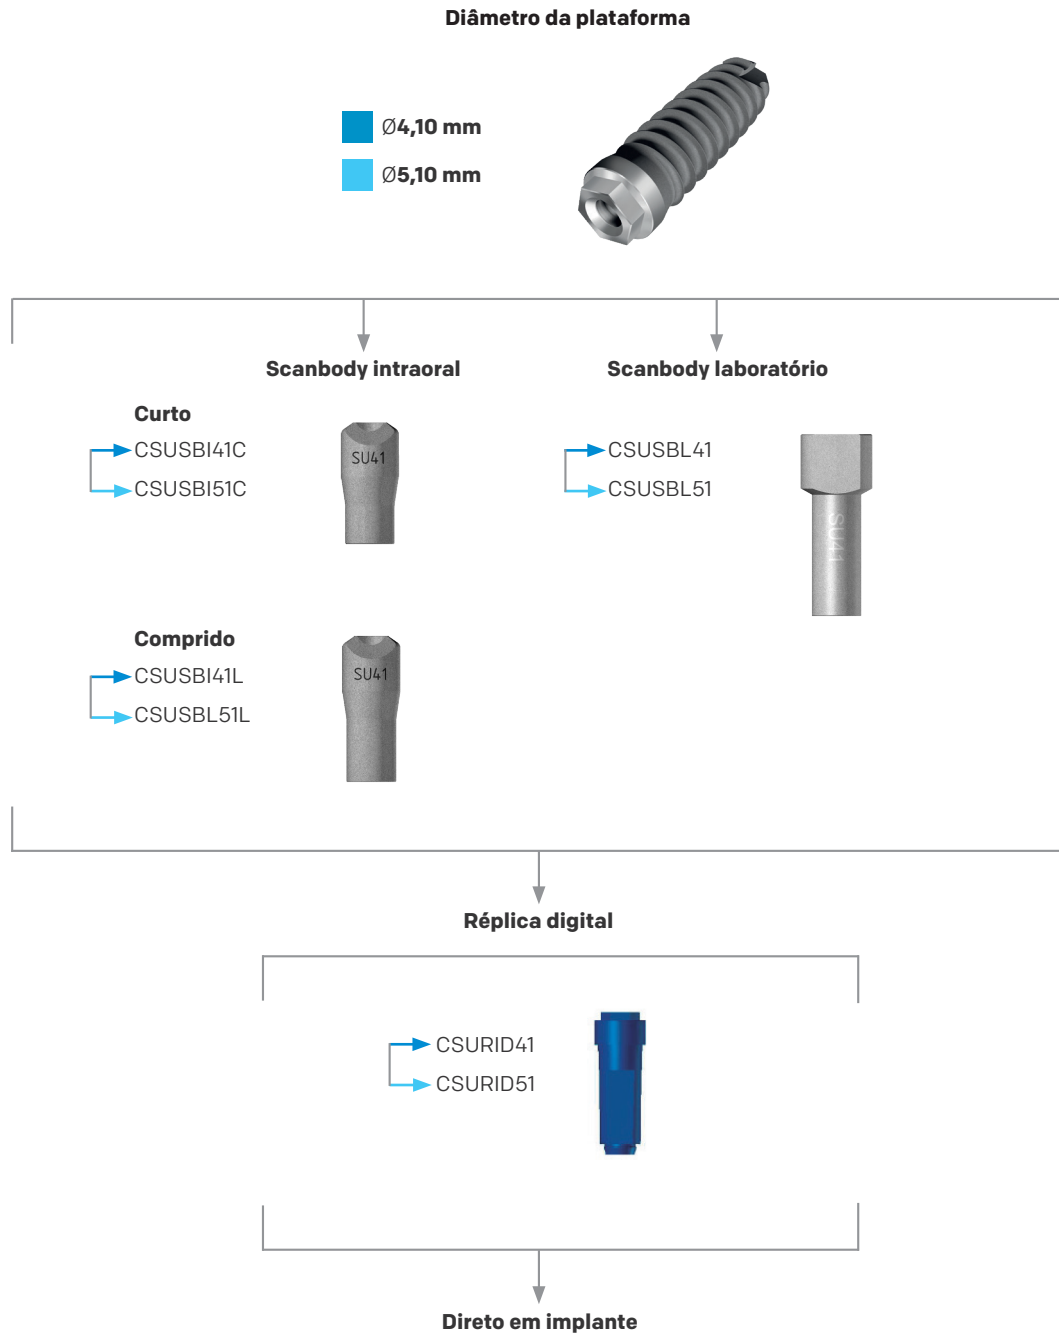 Diâmetro da plataforma
Ø4,10 mm
Ø5,10 mm
Scanbody intraoral
Curto
CSUSBI41C
CSUSBI51C
SU41
Comprido
CSUSBI41L
CSUSBL51L
SU41
Scanbody laboratório
CSUSBL41
CSUSBL51
SU41
Réplica digital
CSURID41
CSURID51
Direto em implante